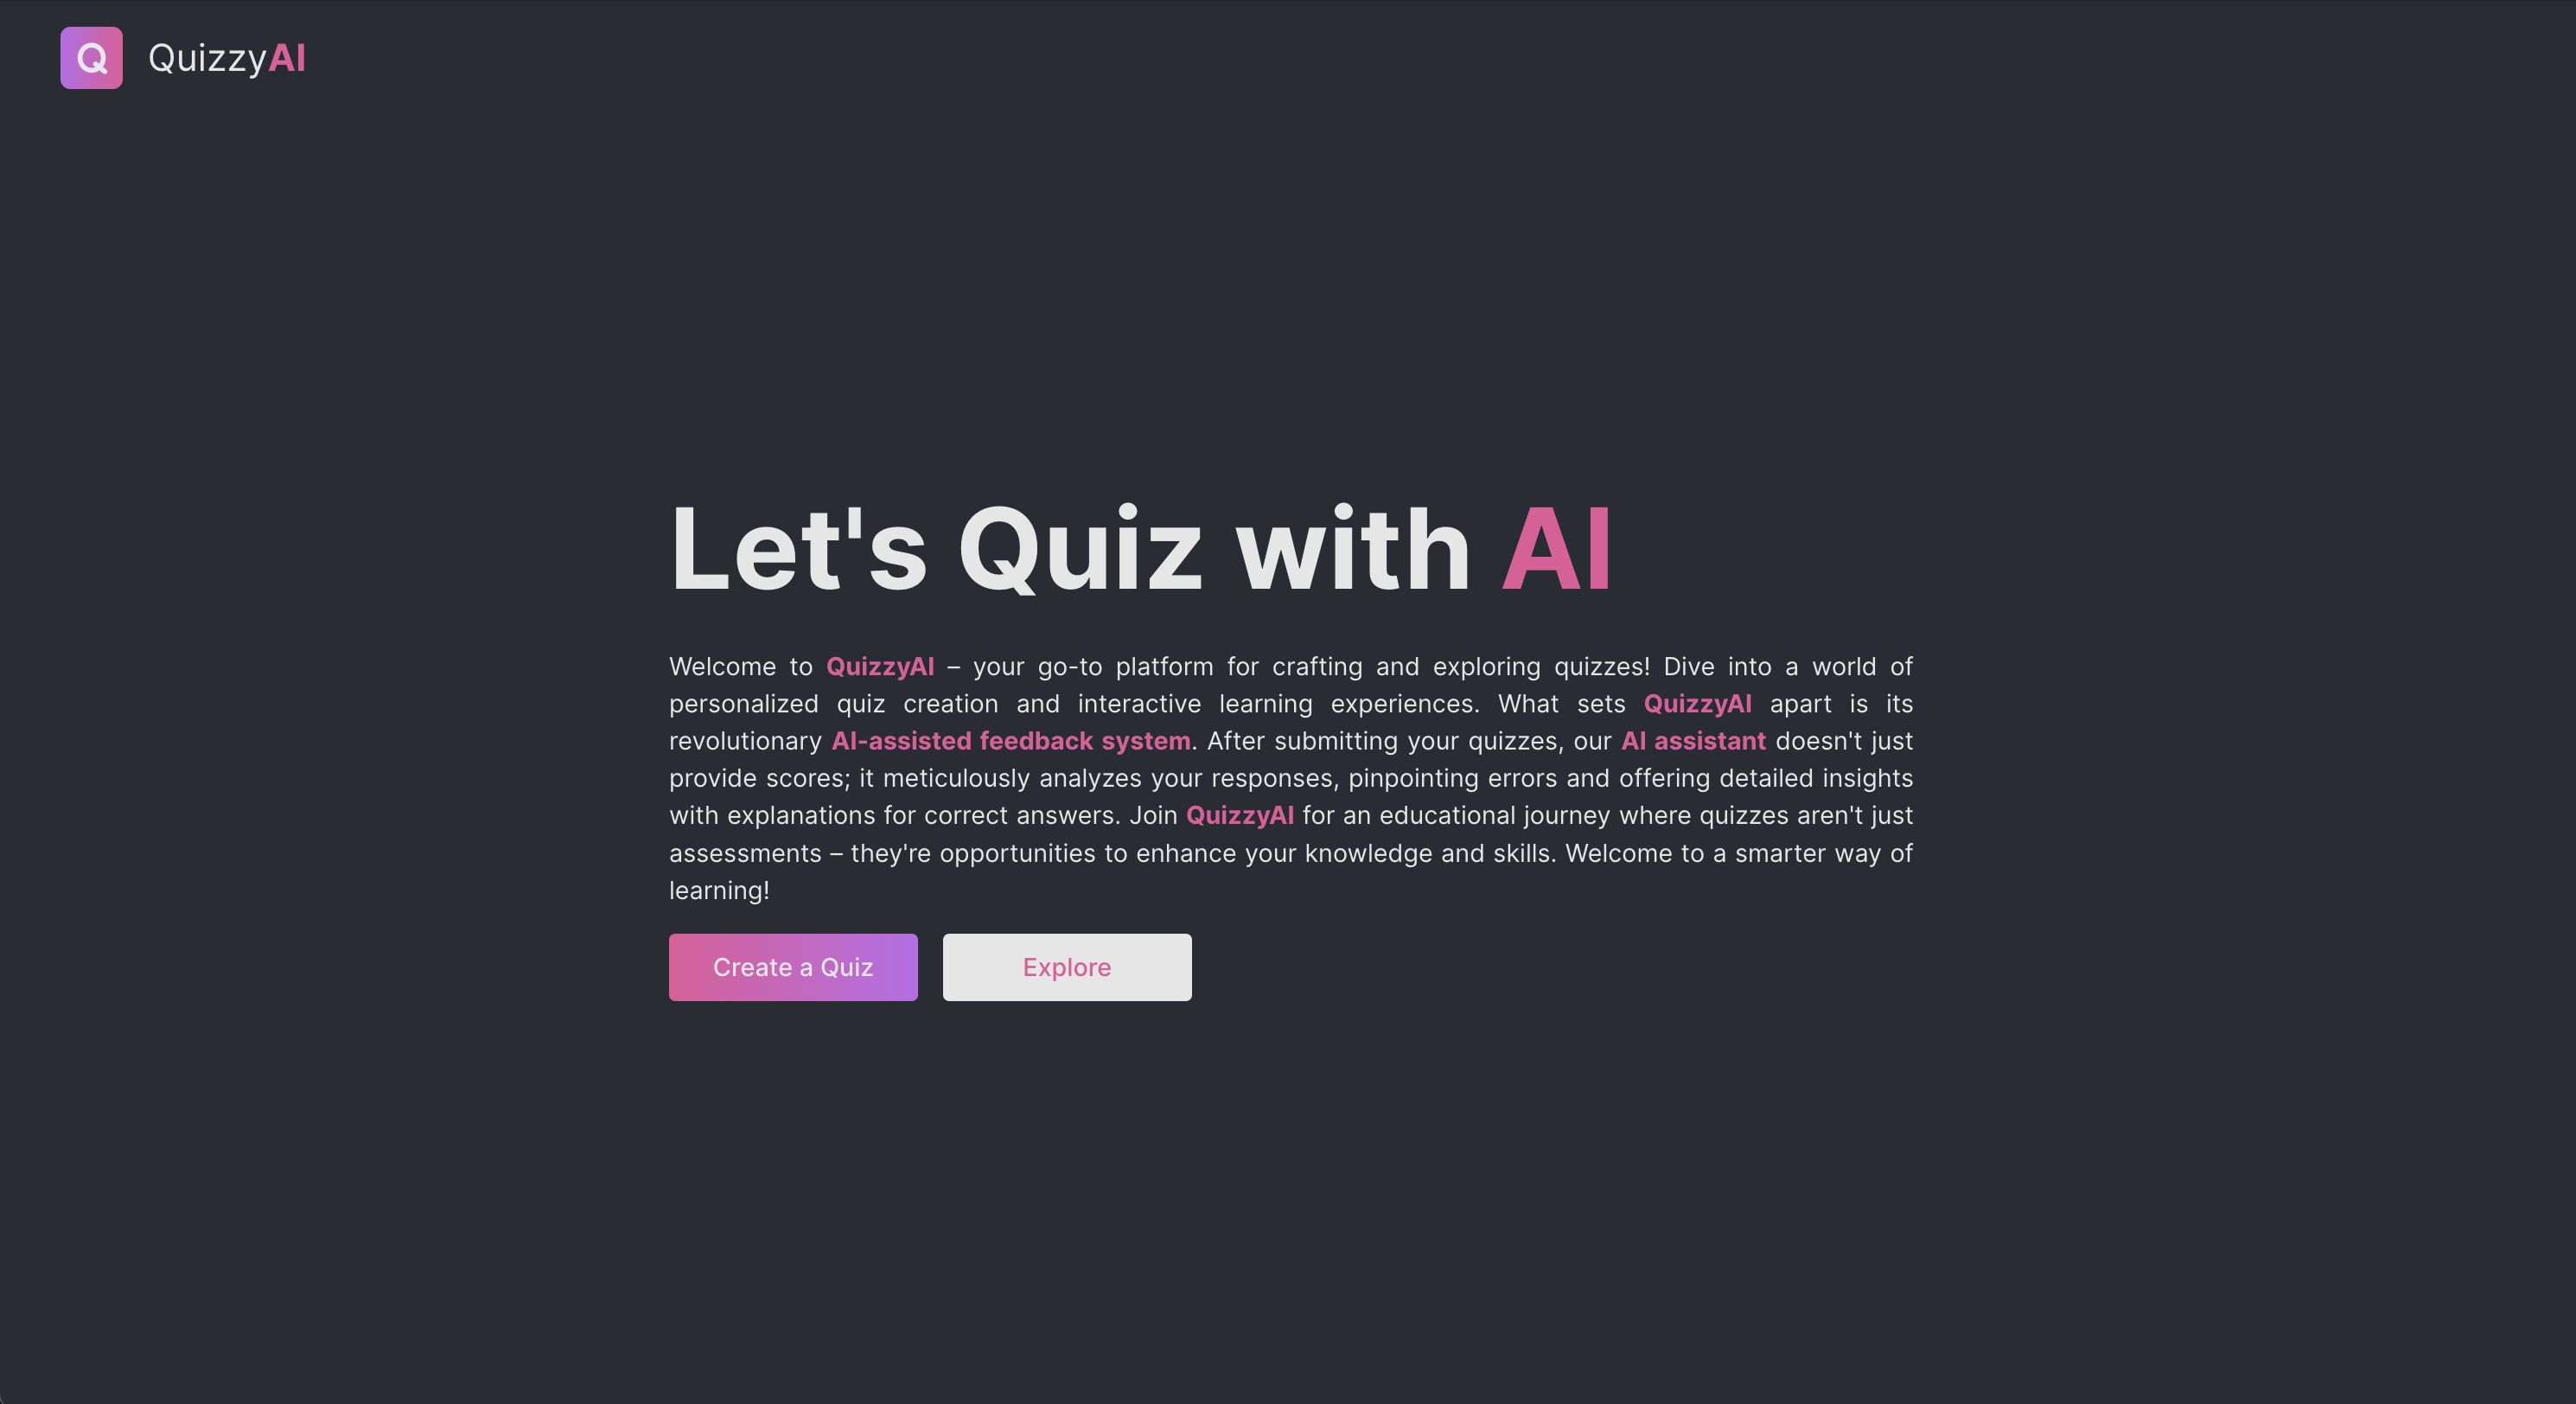 Q QuizzyAI
Let's Quiz with AI
Welcome to QuizzyAI – your go-to platform for crafting and exploring quizzes! Dive into a world of
personalized quiz creation and interactive learning experiences. What sets QuizzyAI apart is its
revolutionary AI-assisted feedback system. After submitting your quizzes, our AI assistant doesn't just
provide scores; it meticulously analyzes your responses, pinpointing errors and offering detailed insights
with explanations for correct answers. Join QuizzyAI for an educational journey where quizzes aren't just
assessments – they're opportunities to enhance your knowledge and skills. Welcome to a smarter way of
learning!
Create a Quiz Explore